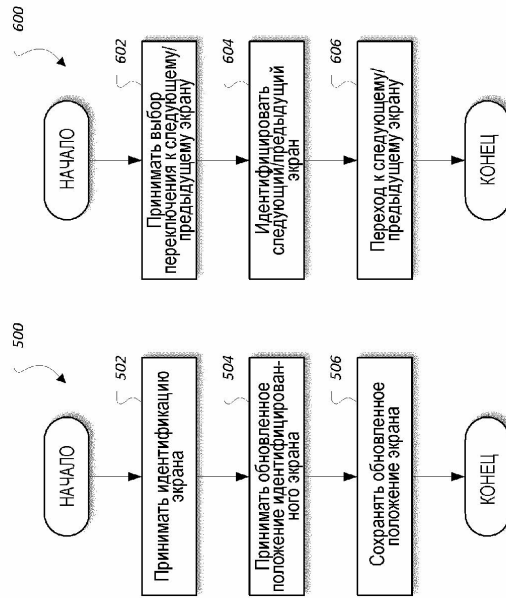 500
НАЧАЛО
502
Принимать идентификацию
экрана
504
Принимать обновленное
положение идентифицирован-
ного экрана
506
Сохранять обновленное
положение экрана
КОНЕЦ
600
НАЧАЛО
602
Принимать выбор
переключения к следующему/
предыдущему экрану
604
Идентифицировать
следующий/предыдущий
экран
606
Переход к следующему/
предыдущему экрану
КОНЕЦ